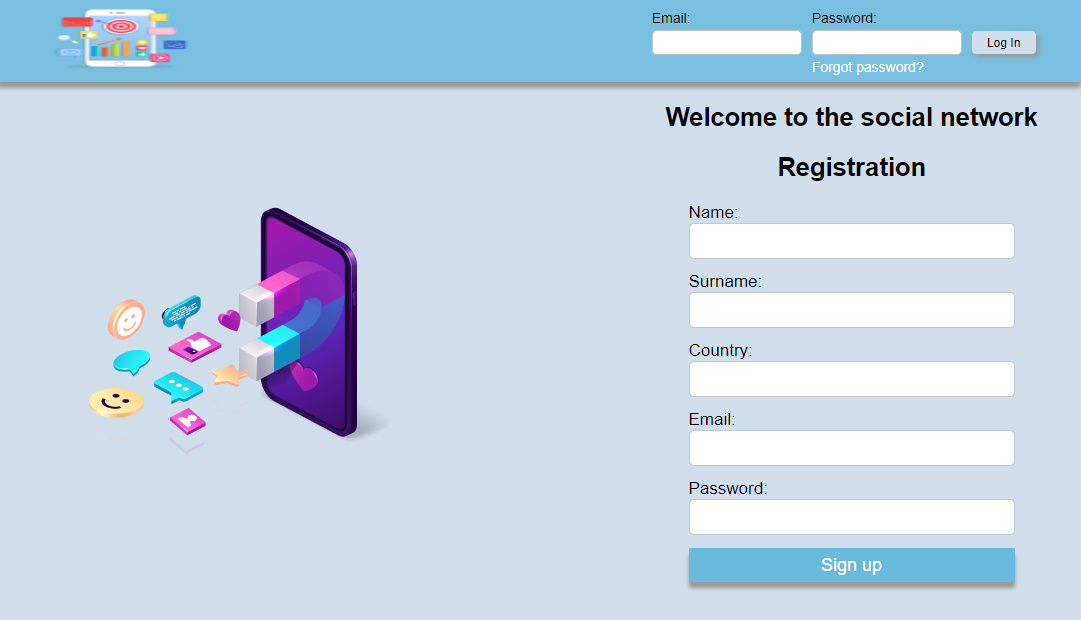 Email:
Password:
Log In
Forgot password?
Welcome to the social network
Registration
Name:
Surname:
Country:
Email:
Password:
Sign up